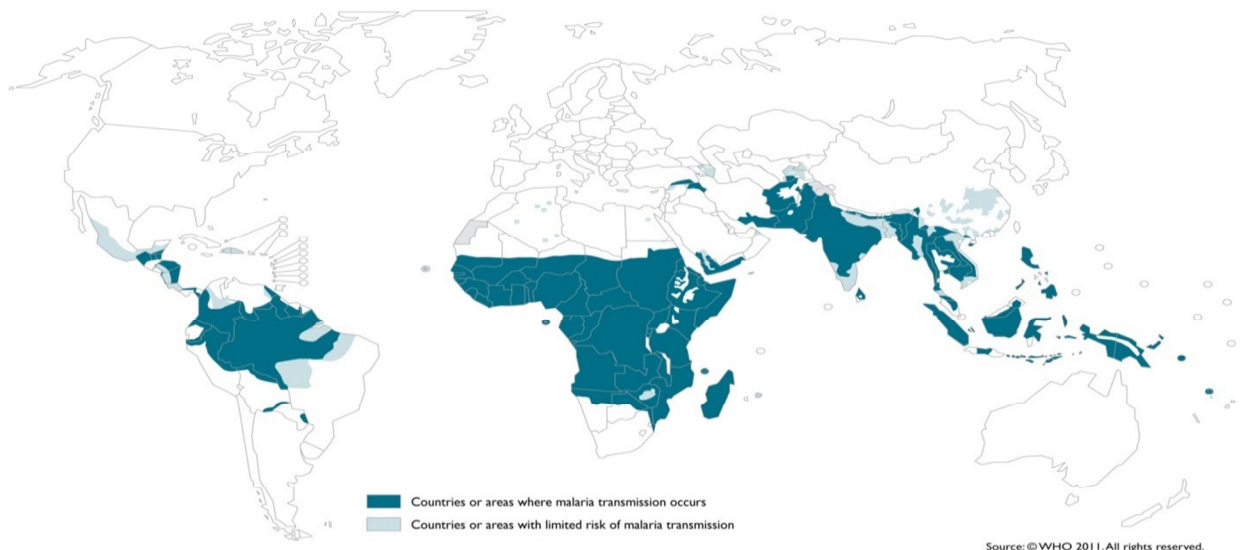 Countries or areas where malaria transmission occurs
Countries or areas with limited risk of malaria transmission
Source: © WHO 2011. All rights reserved.